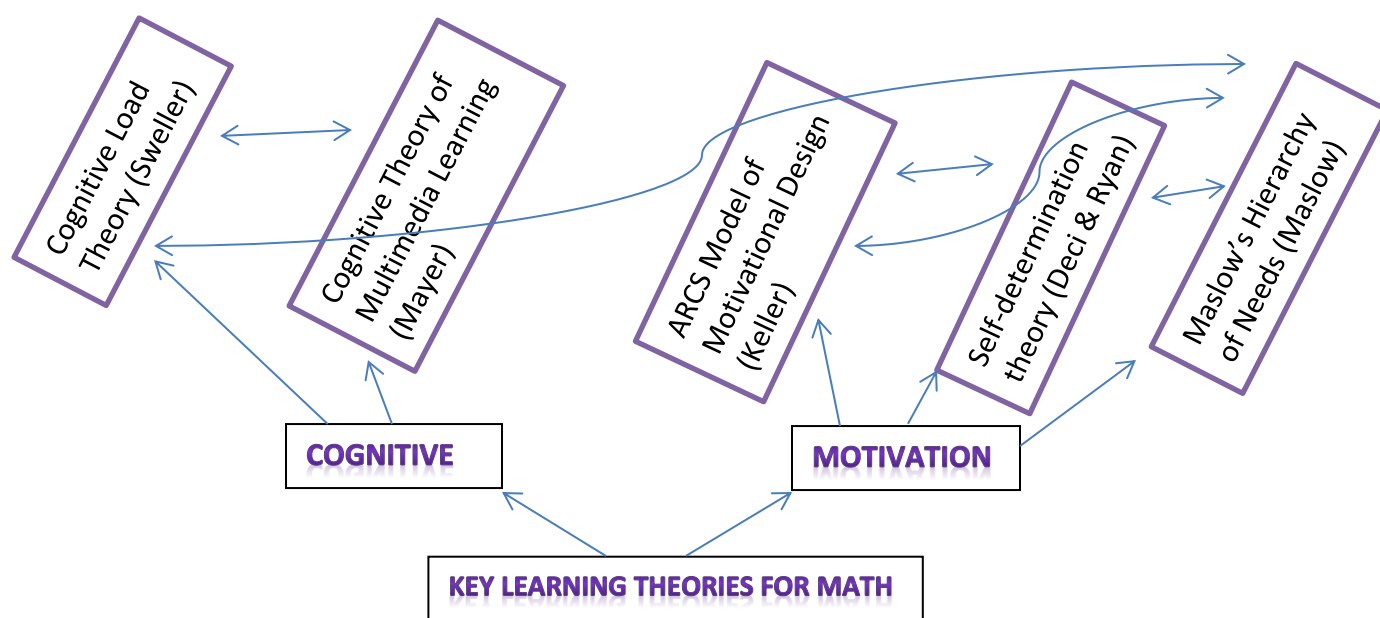 Cognitive Load
Theory (Sweller)
Cognitive Theory of
Multimedia Learning
(Mayer)
ARCS Model of
Motivational Design
(Keller)
Self-determination
theory (Deci & Ryan)
Maslow’s Hierarchy
of Needs (Maslow)
COGNITIVE
MOTIVATION
KEY LEARNING THEORIES FOR MATH